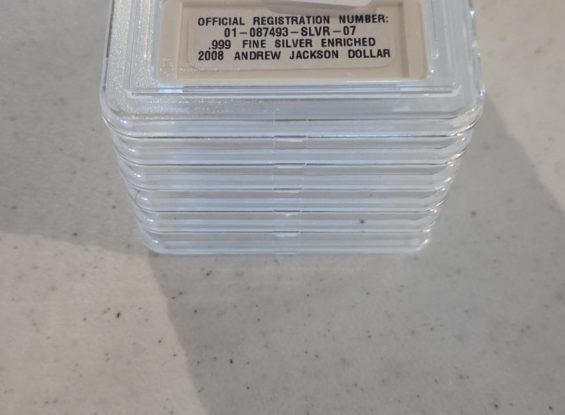 OFFICIAL REGISTRATION NUMBER:
01-087493-SLVR-07
.999 FINE SILVER ENRICHED
2008 ANDREW JACKSON DOLLAR